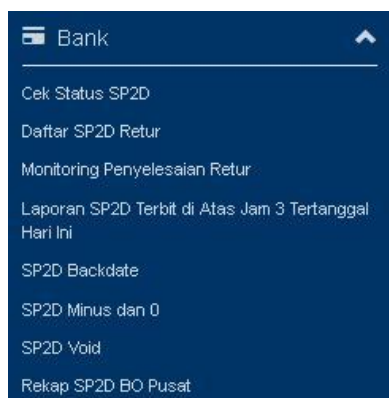 Bank
Cek Status SP2D
Daftar SP2D Retur
Monitoring Penyelesaian Retur
Laporan SP2D Terbit di Atas Jam 3 Tertanggal
Hari Ini
SP2D Backdate
SP2D Minus dan 0
SP2D Void
Rekap SP2D BO Pusat